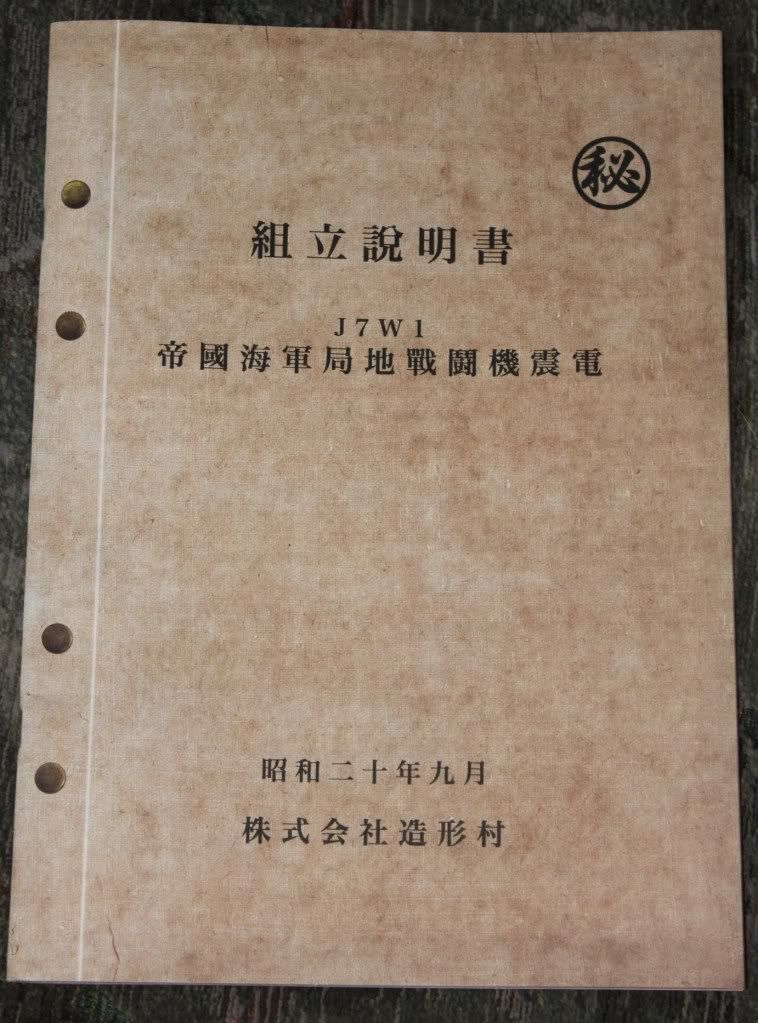 秘
組立説明書
J7W1
帝國海軍局地戰鬪機震電
昭和二十年九月
株式会社造形村